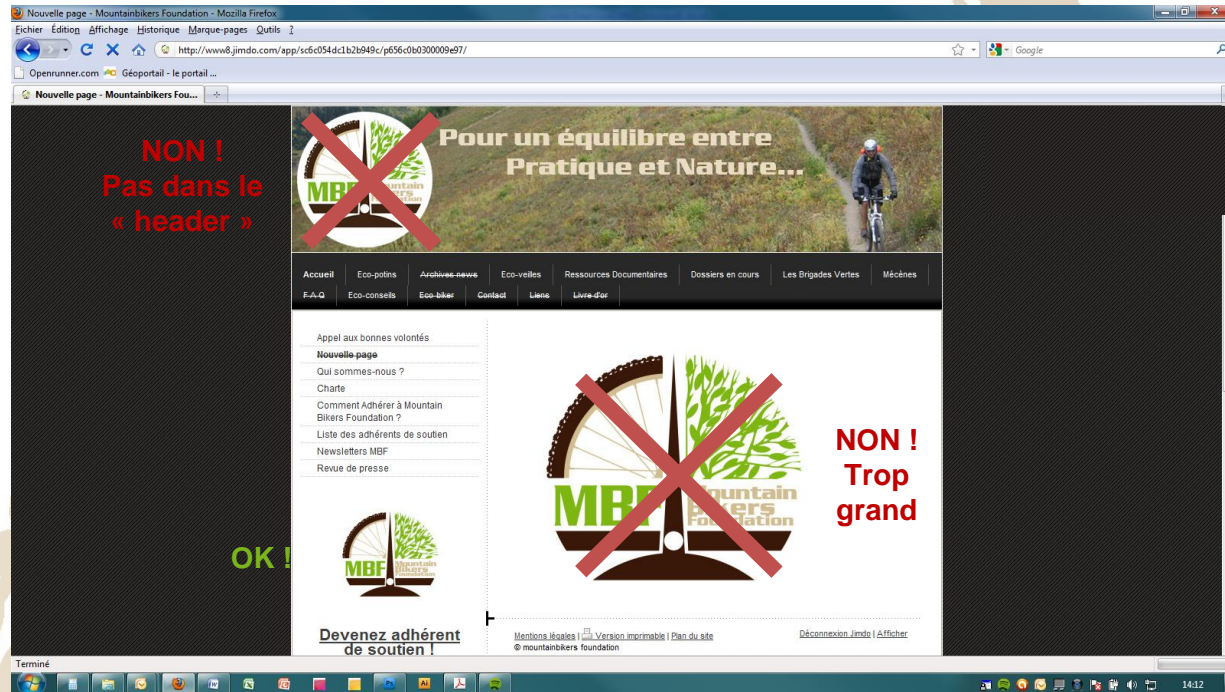 Nouvelle page - Mountainbikers Foundation - Mozilla Firefox
Fichier Edition Affichage Historique Marque-pages Outils ?
http://www8.jimdo.com/app/sc6c054dc1b2b949c/p656c0b0300009e97/
Google
Openrunner.com Géoportail - le portail ...
Nouvelle page - Mountainbikers Fou...
NON !
Pas dans le
« header »
MBF
Pour un équilibre entre
Pratique et Nature...
Accueil Eco-potins Archives news Eco-veilles Ressources Documentaires Dossiers en cours Les Brigades Vertes Mécènes
F.A.Q Eco-conseils Eco-biker Contact Liens Livre d'or
Appel aux bonnes volontés
Nouvelle page
Qui sommes-nous ?
Charte
Comment Adhérer à Mountain
Bikers Foundation ?
Liste des adhérents de soutien
Newsletters MBF
Revue de presse
OK !
MBF Mountain
Bikers
Foundation
Devenez adhérent
de soutien !
MBF Mountain
Bikers
Foundation
NON !
Trop
grand
Mentions légales | Version imprimable | Plan du site
© mountainbikers foundation
Déconnexion Jimdo | Afficher
Terminé
14:12